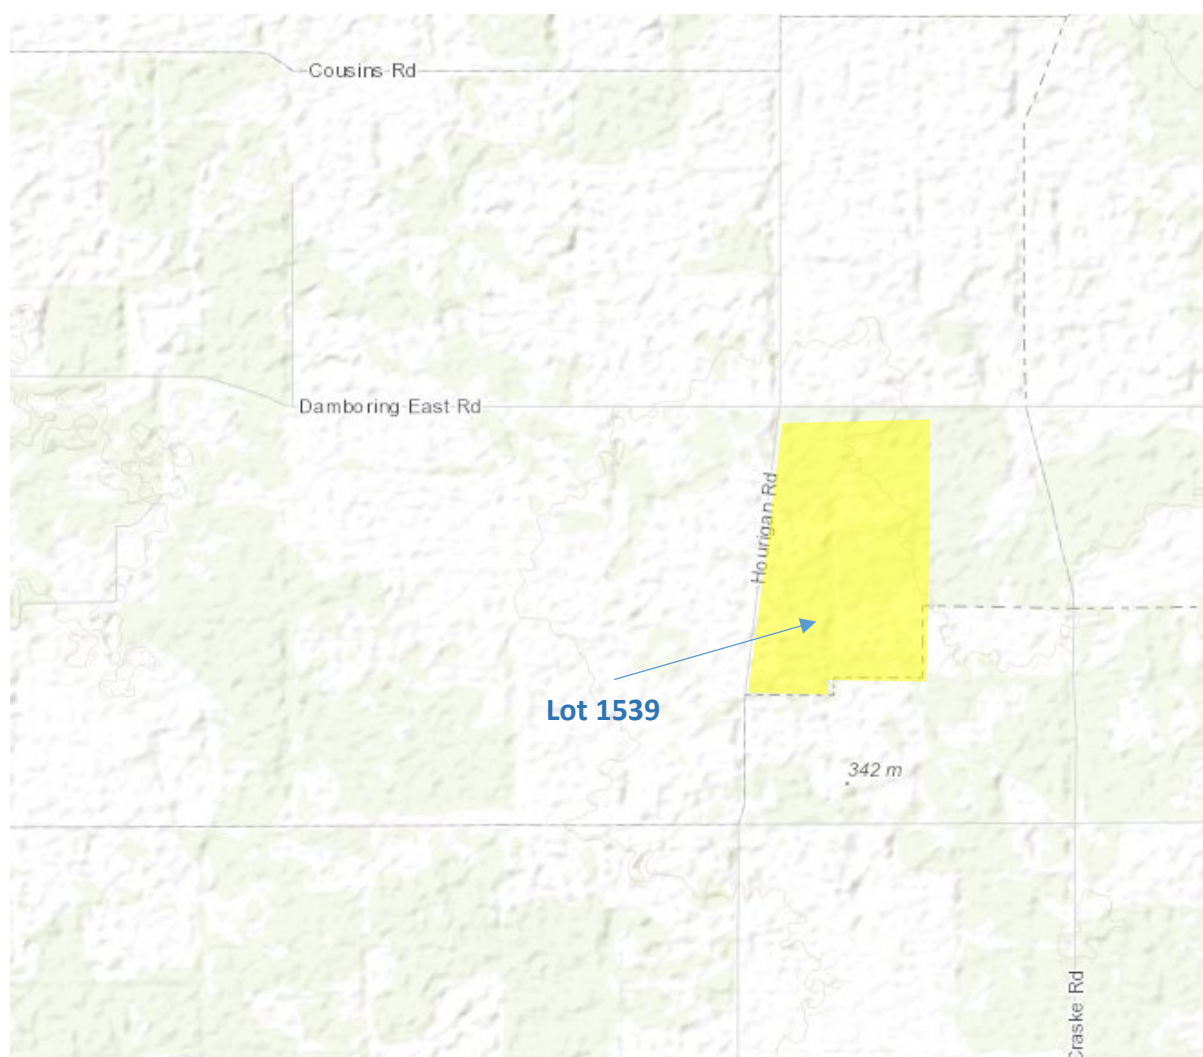 Cousins Rd
Damboring East Rd
Hourigan Rd
Lot 1539
342 m
Craske Rd